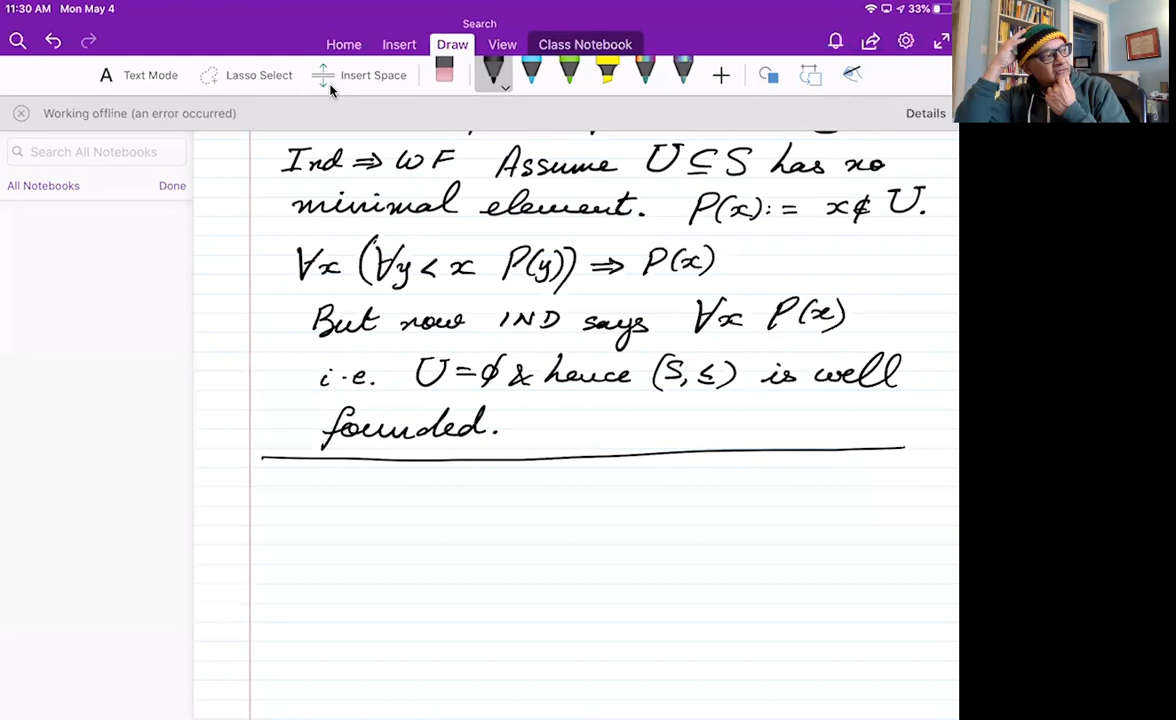 11:30 AM Mon May 4
33%
Search
Home Insert Draw View Class Notebook
A Text Mode Lasso Select Insert Space
Working offline (an error occurred) Details
Search All Notebooks
All Notebooks Done
Ind ⇒ WF Assume U ⊆ S has no
minimal element. P(x) := x ∉ U.
∀x (∀y < x P(y)) ⇒ P(x)
But now IND says ∀x P(x)
i.e. U = ∅ & hence (S, ≤) is well
founded.